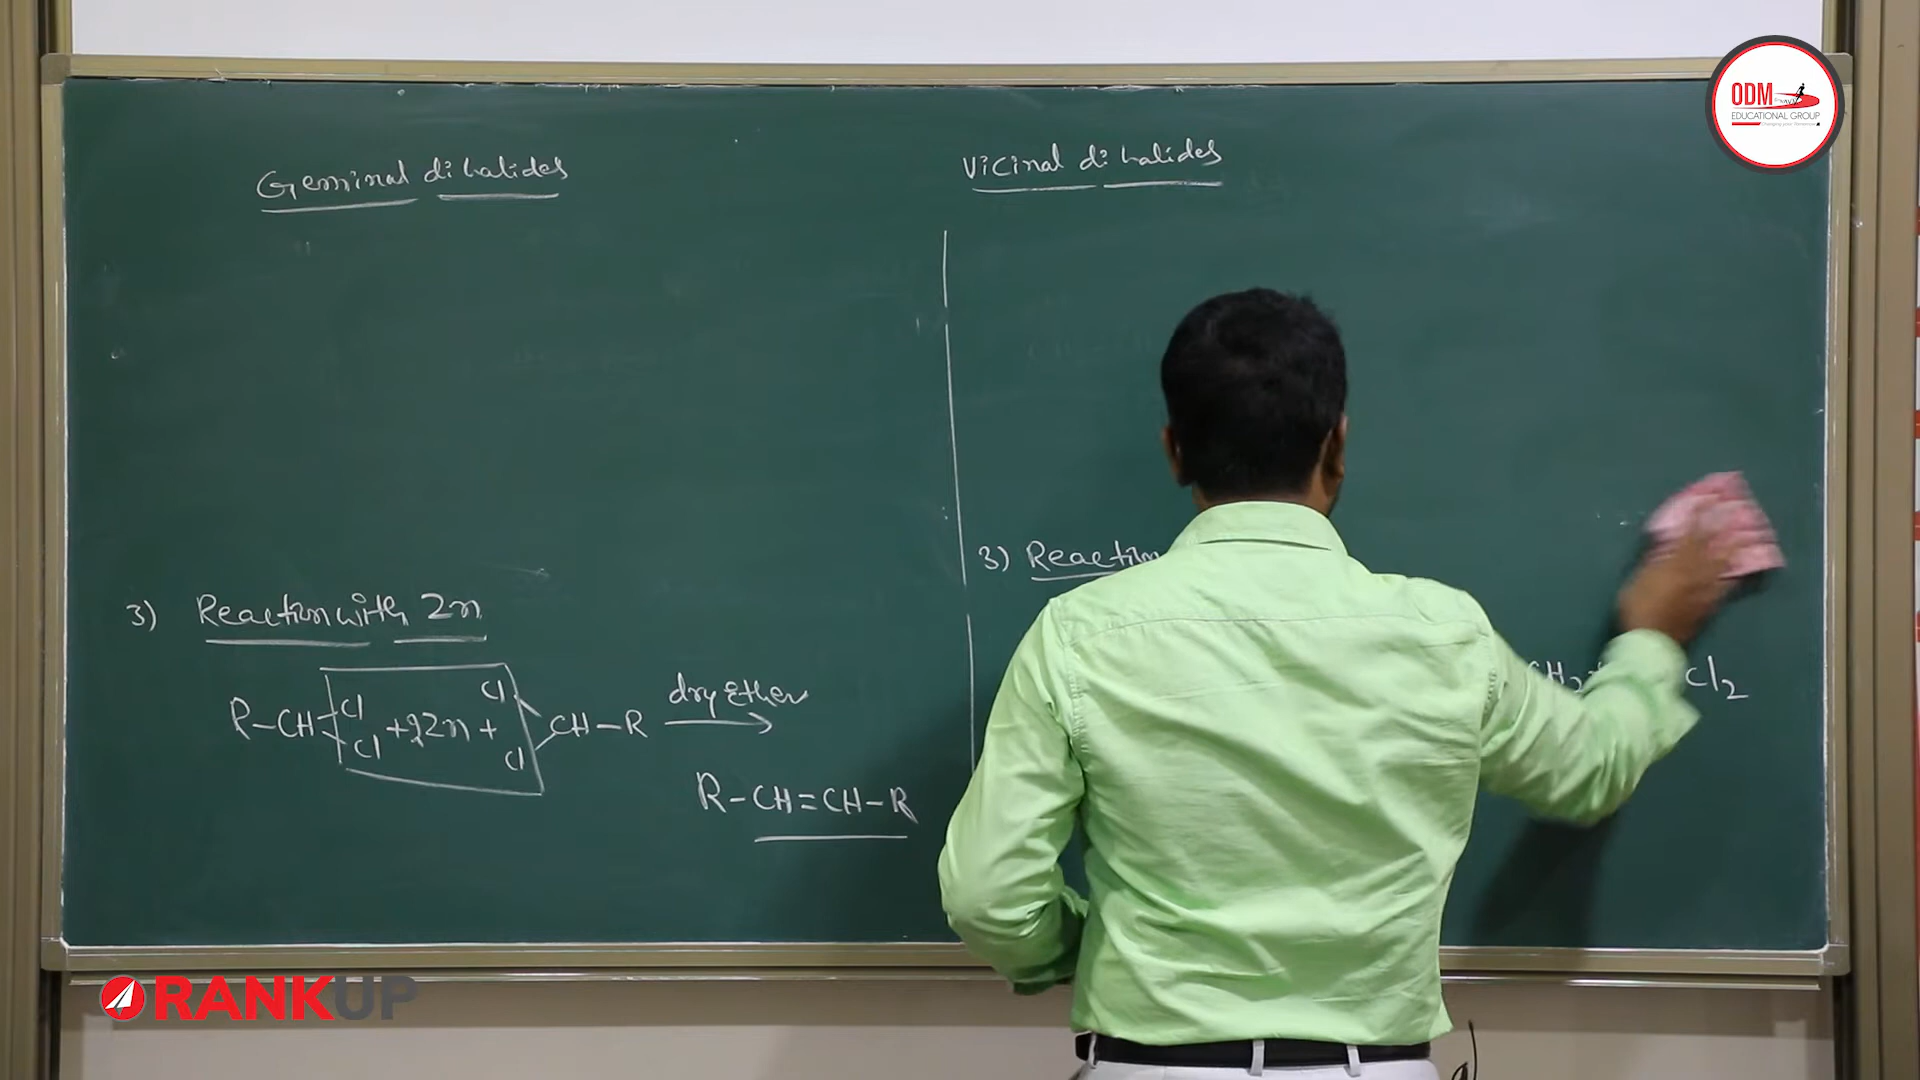 Geminal di halides
3) Reaction with Zn
R-CH Cl Cl +2Zn+ Cl Cl CH-R dry Ether
R-CH=CH-R
Vicinal di halides
3) Reaction
Cl2
ODM
EDUCATIONAL GROUP
RANKUP